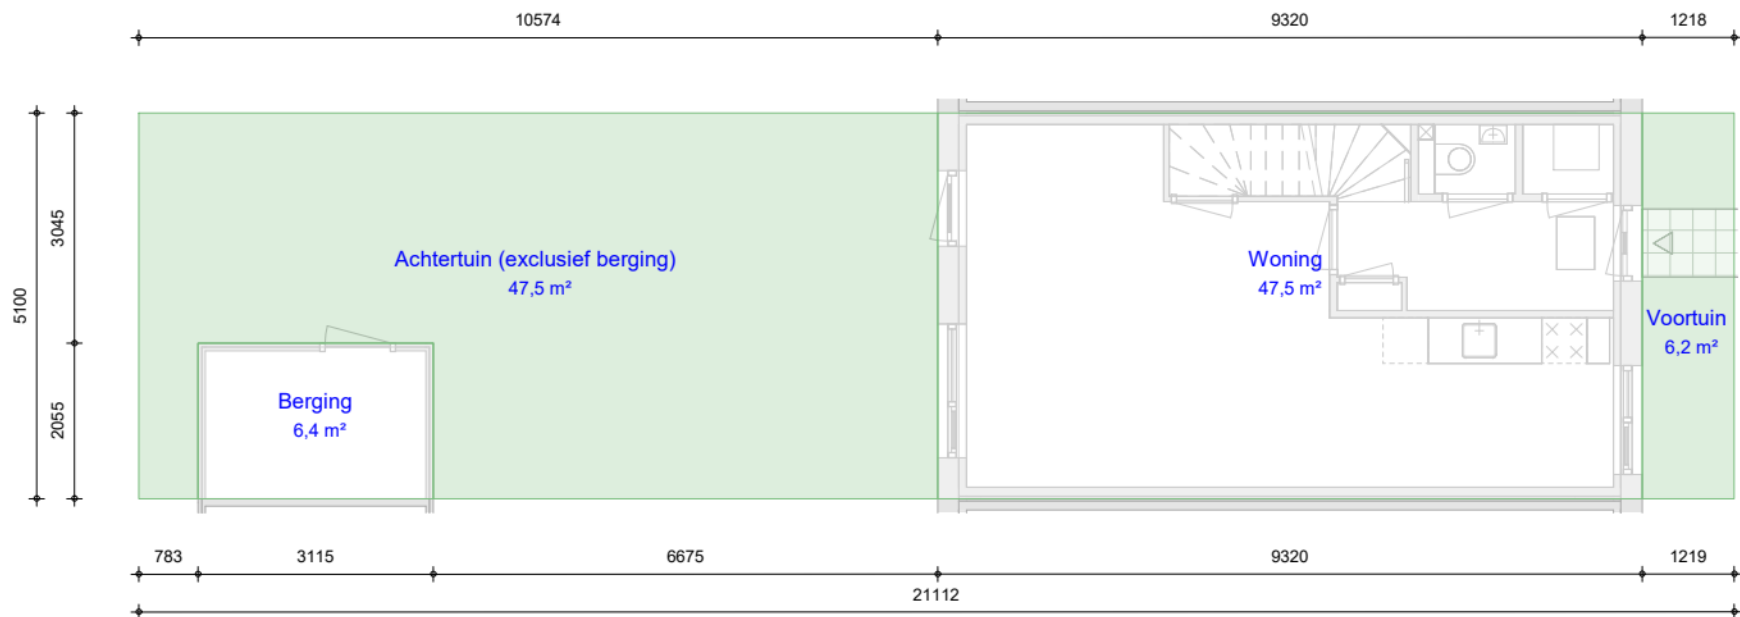 10574
9320
1218
3045
5100
2055
Achtertuin (exclusief berging)
47,5 m²
Woning
47,5 m²
Voortuin
6,2 m²
Berging
6,4 m²
783
3115
6675
9320
1219
21112